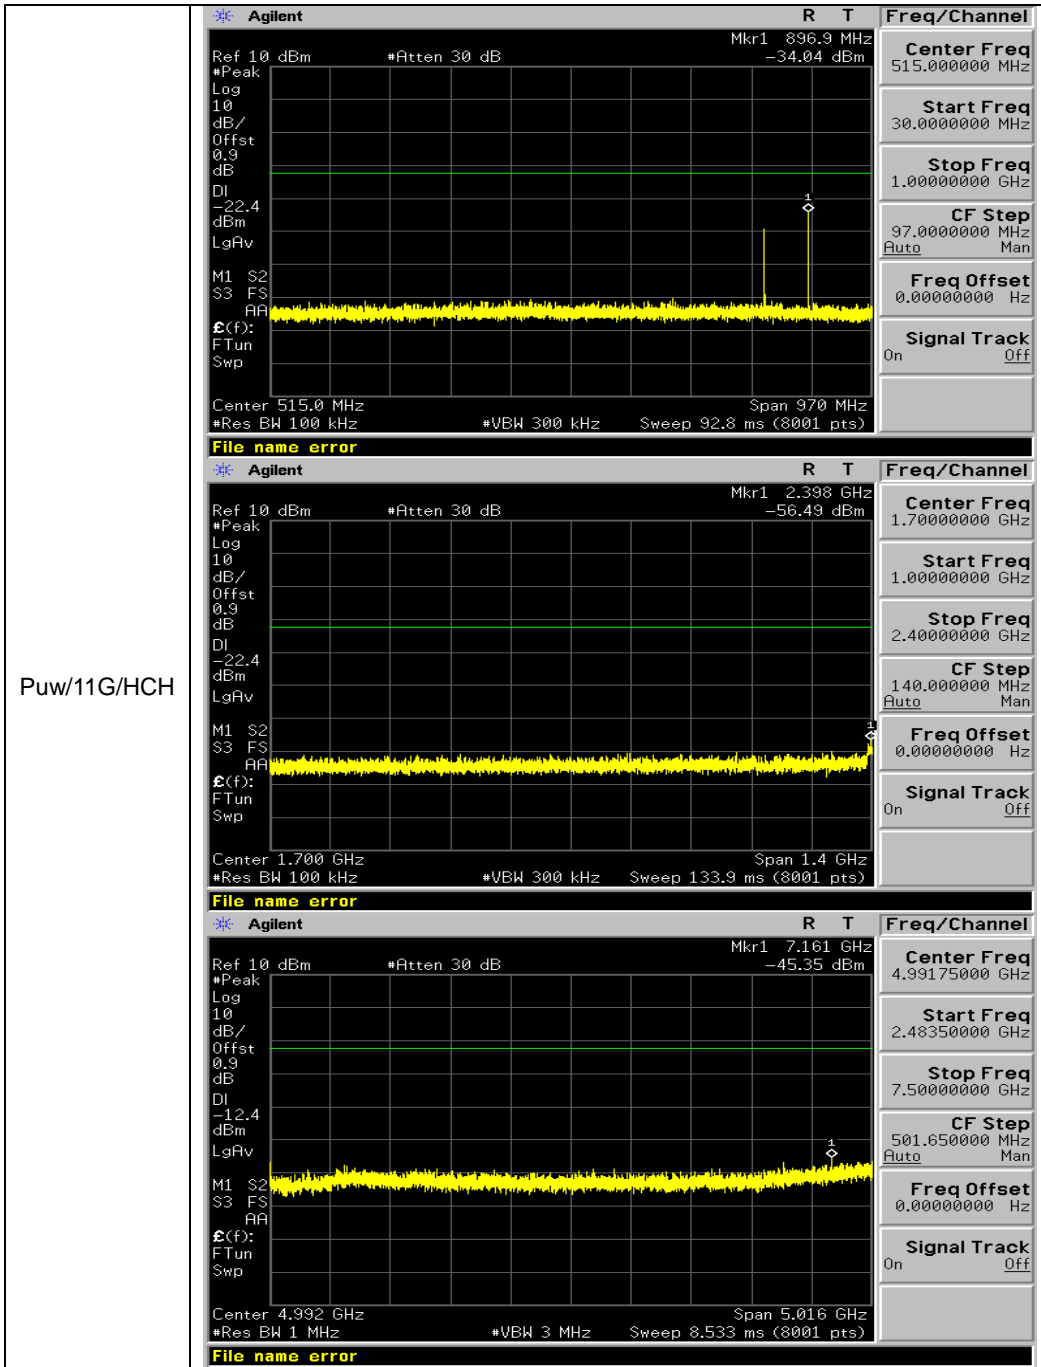 Puw/11G/HCH
Agilent R T Freq/Channel
Mkr1 896.9 MHz
Ref 10 dBm #Atten 30 dB -34.04 dBm
#Peak
Log
10
dB/
Offst
0.9
dB
DI
-22.4
dBm
LgAv
M1 S2
S3 FS
AA
£(f):
FTun
Swp
1
Center 515.0 MHz Span 970 MHz
#Res BW 100 kHz #VBW 300 kHz Sweep 92.8 ms (8001 pts)
File name error
Center Freq
515.000000 MHz
Start Freq
30.0000000 MHz
Stop Freq
1.00000000 GHz
CF Step
97.0000000 MHz
Auto Man
Freq Offset
0.00000000 Hz
Signal Track
On Off
Agilent R T Freq/Channel
Mkr1 2.398 GHz
Ref 10 dBm #Atten 30 dB -56.49 dBm
#Peak
Log
10
dB/
Offst
0.9
dB
DI
-22.4
dBm
LgAv
M1 S2
S3 FS
AA
£(f):
FTun
Swp
1
Center 1.700 GHz Span 1.4 GHz
#Res BW 100 kHz #VBW 300 kHz Sweep 133.9 ms (8001 pts)
File name error
Center Freq
1.70000000 GHz
Start Freq
1.00000000 GHz
Stop Freq
2.40000000 GHz
CF Step
140.000000 MHz
Auto Man
Freq Offset
0.00000000 Hz
Signal Track
On Off
Agilent R T Freq/Channel
Mkr1 7.161 GHz
Ref 10 dBm #Atten 30 dB -45.35 dBm
#Peak
Log
10
dB/
Offst
0.9
dB
DI
-12.4
dBm
LgAv
M1 S2
S3 FS
AA
£(f):
FTun
Swp
1
Center 4.992 GHz Span 5.016 GHz
#Res BW 1 MHz #VBW 3 MHz Sweep 8.533 ms (8001 pts)
File name error
Center Freq
4.99175000 GHz
Start Freq
2.48350000 GHz
Stop Freq
7.50000000 GHz
CF Step
501.650000 MHz
Auto Man
Freq Offset
0.00000000 Hz
Signal Track
On Off